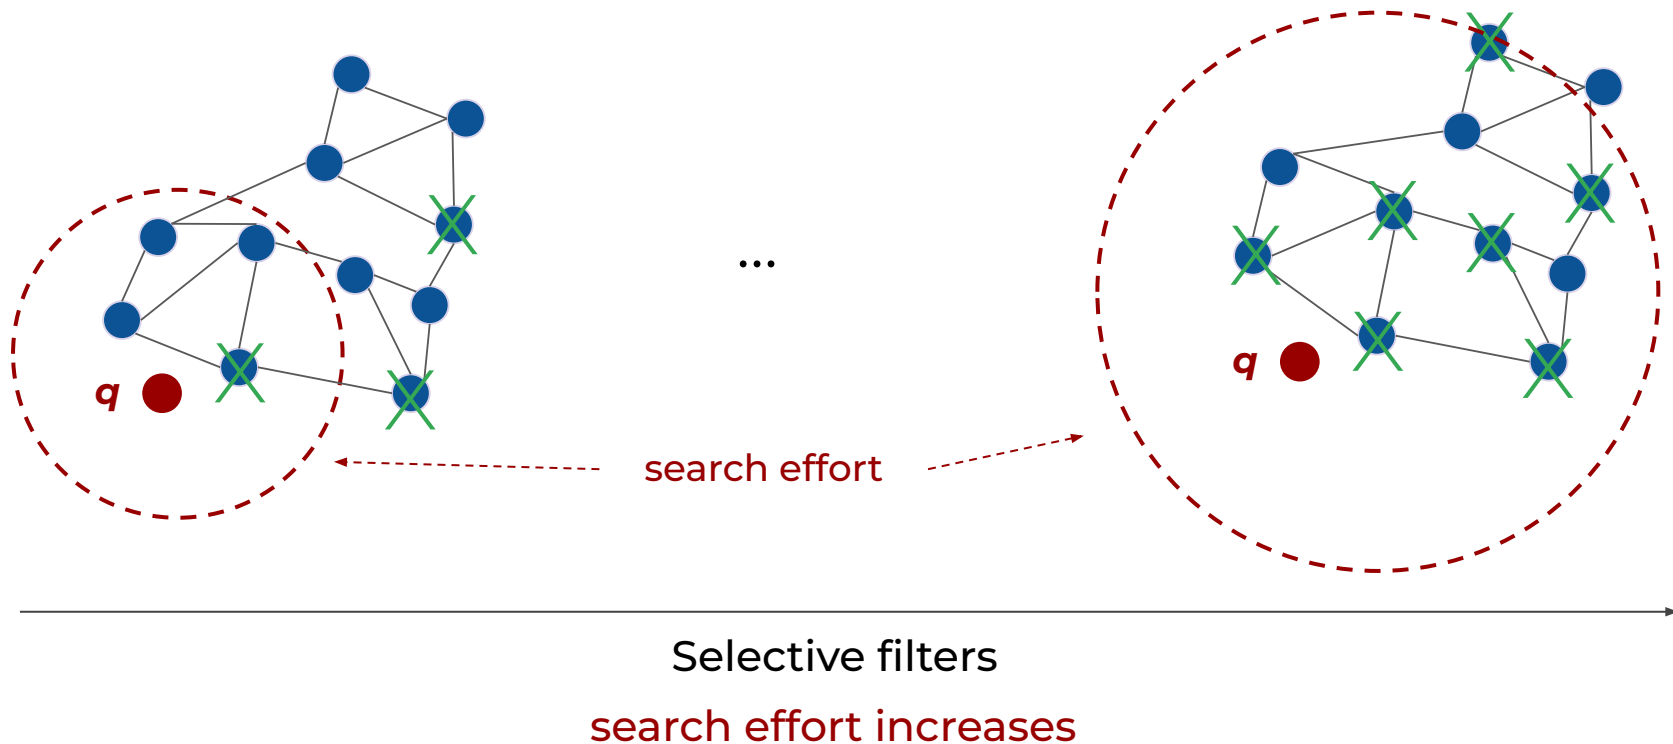 ...
q
q
search effort
Selective filters
search effort increases